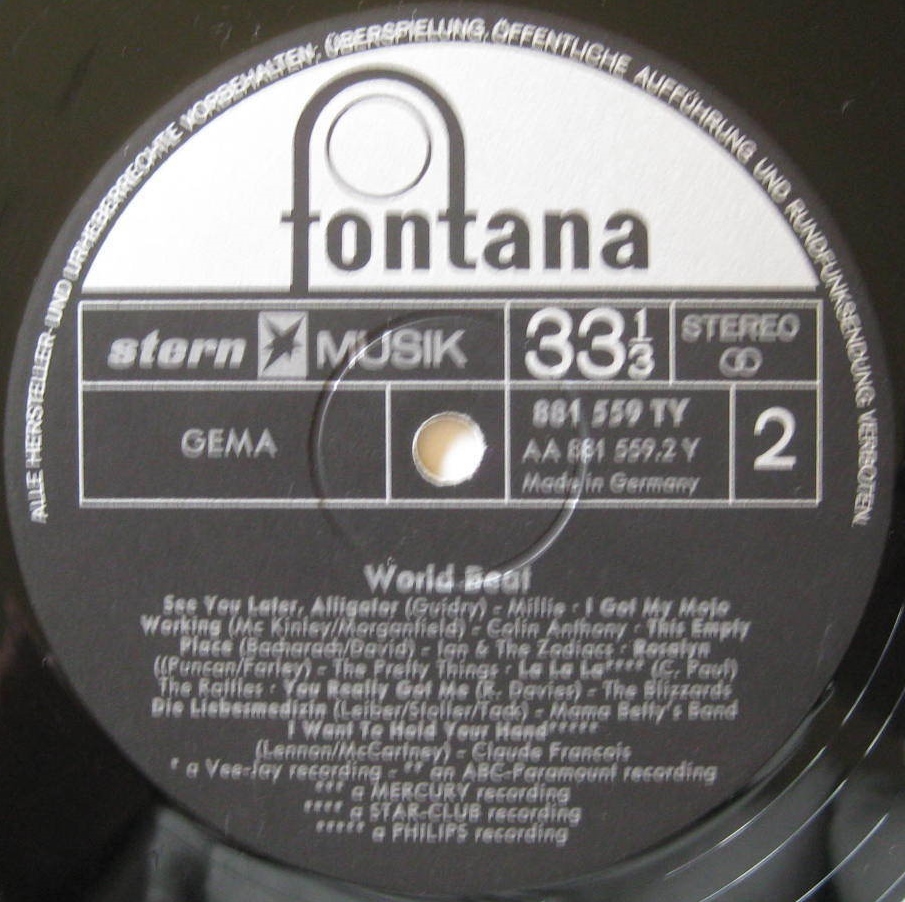 ALLE HERSTELLER- UND URHEBERRECHTE VORBEHALTEN, ÜBERSPIELUNG, ÖFFENTLICHE AUFFÜHRUNG UND RUNDFUNKSENDUNG VERBOTEN
fontana
stern MUSIK
33 1/3
STEREO
GEMA
881 559 TY
AA 881 559.2 Y
Made in Germany
2
World Beat
See You Later, Alligator (Guidry) - Millie · I Got My Mojo
Working (Mc Kinley/Morganfield) - Colin Anthony · This Empty
Place (Bacharach/David) - Ian & The Zodiacs · Rosalyn
((Puncan/Farley) - The Pretty Things · La La La**** (C. Paul)
The Rattles · You Really Got Me (R. Davies) - The Blizzards
Die Liebesmedizin (Leiber/Stoller/Tack) - Mama Betty's Band
I Want To Hold Your Hand*****
(Lennon/McCartney) - Claude Francois
* a Vee-Jay recording - ** an ABC-Paramount recording
*** a MERCURY recording
**** a STAR-CLUB recording
***** a PHILIPS recording